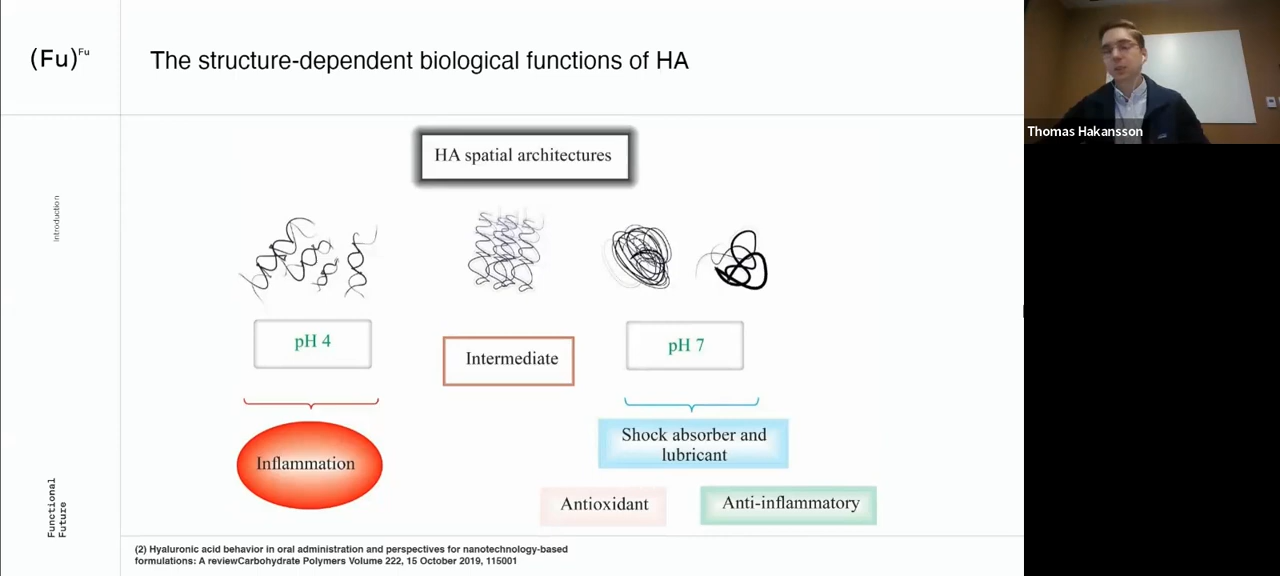 (Fu)Fu
The structure-dependent biological functions of HA
Thomas Hakansson
HA spatial architectures
Introduction
pH 4
Intermediate
pH 7
Inflammation
Shock absorber and
lubricant
Antioxidant
Anti-inflammatory
Functional
Future
(2) Hyaluronic acid behavior in oral administration and perspectives for nanotechnology-based
formulations: A reviewCarbohydrate Polymers Volume 222, 15 October 2019, 115001